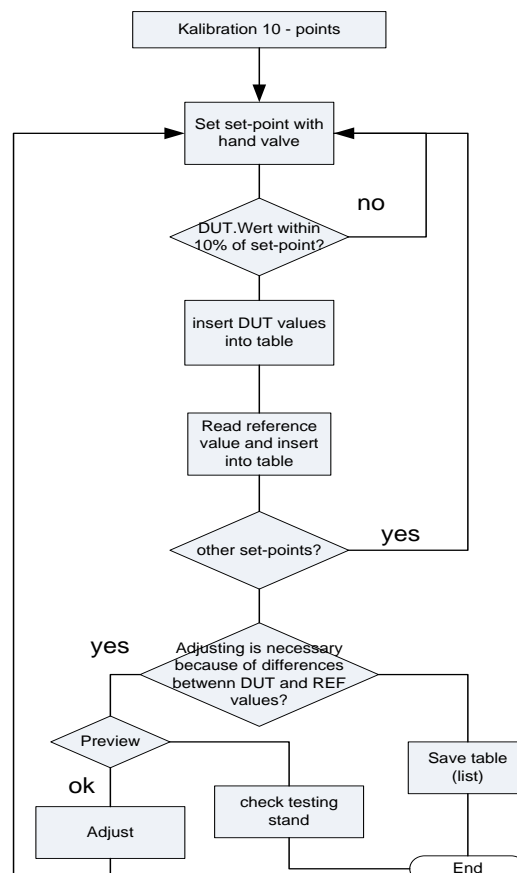 Kalibration 10 - points
Set set-point with
hand valve
no
DUT.Wert within
10% of set-point?
insert DUT values
into table
Read reference
value and insert
into table
other set-points?
yes
yes
Adjusting is necessary
because of differences
betwenn DUT and REF
values?
Preview
Save table
(list)
ok
check testing
stand
Adjust
End